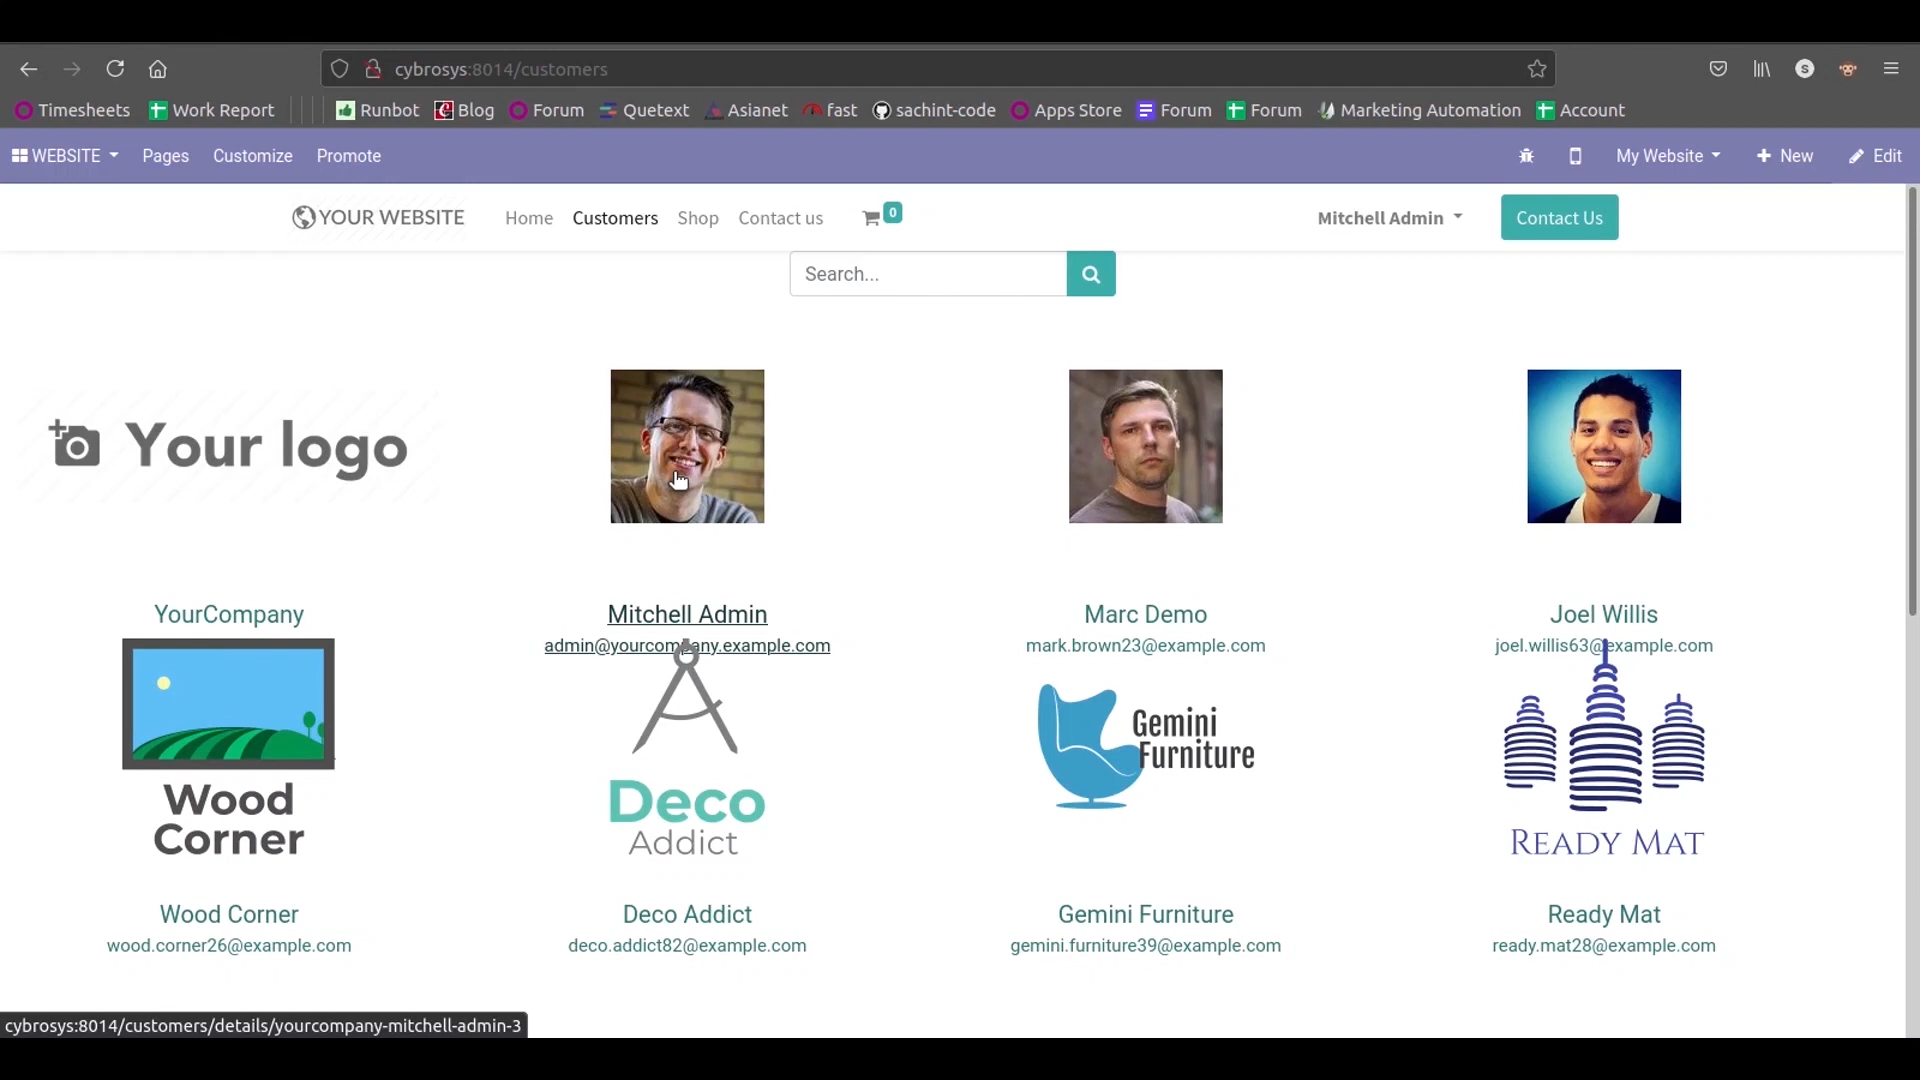 cybrosys:8014/customers
S
Timesheets Work Report Runbot Blog Forum Quetext Asianet fast sachint-code Apps Store Forum Forum Marketing Automation Account
WEBSITE Pages Customize Promote My Website New Edit
YOUR WEBSITE Home Customers Shop Contact us 0 Mitchell Admin Contact Us
Search...
Your logo
YourCompany Mitchell Admin Marc Demo Joel Willis
admin@yourcompany.example.com mark.brown23@example.com joel.willis63@example.com
Wood
Corner
Deco
Addict
Gemini
Furniture
READY MAT
Wood Corner Deco Addict Gemini Furniture Ready Mat
wood.corner26@example.com deco.addict82@example.com gemini.furniture39@example.com ready.mat28@example.com
cybrosys:8014/customers/details/yourcompany-mitchell-admin-3